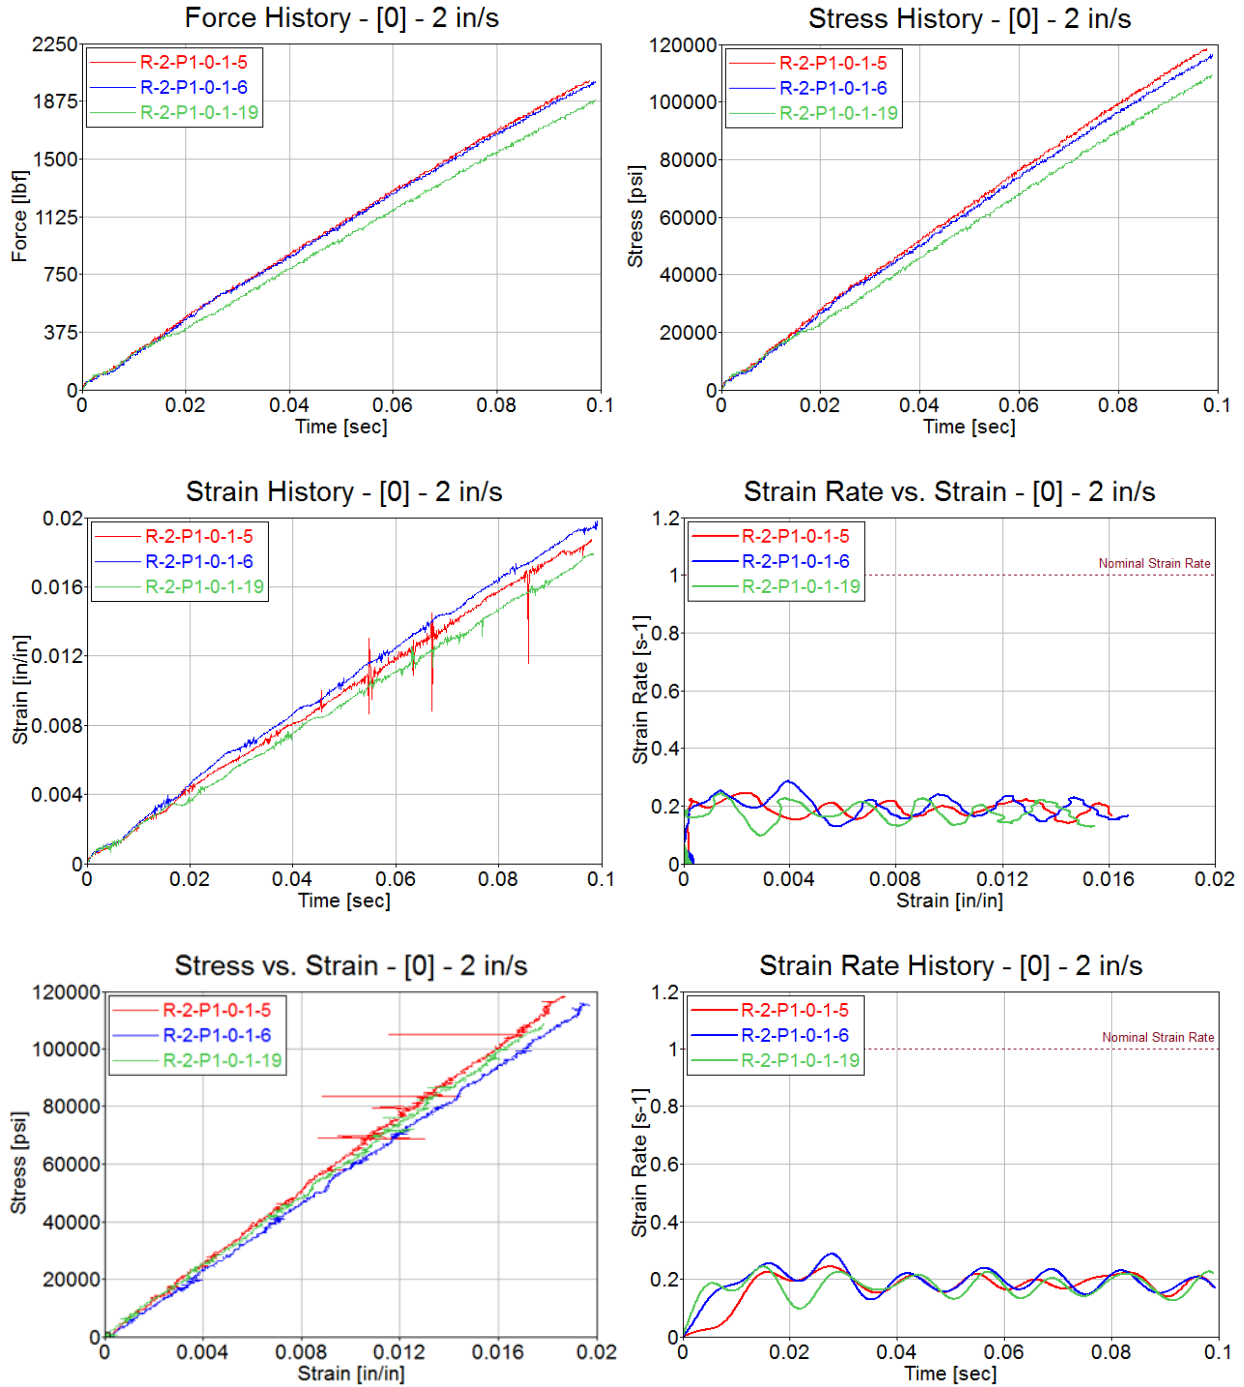 Force History - [0] - 2 in/s
2250
1875
1500
1125
750
375
0
Force [lbf]
R-2-P1-0-1-5
R-2-P1-0-1-6
R-2-P1-0-1-19
0 0.02 0.04 0.06 0.08 0.1
Time [sec]
Stress History - [0] - 2 in/s
120000
100000
80000
60000
40000
20000
0
Stress [psi]
R-2-P1-0-1-5
R-2-P1-0-1-6
R-2-P1-0-1-19
0 0.02 0.04 0.06 0.08 0.1
Time [sec]
Strain History - [0] - 2 in/s
0.02
0.016
0.012
0.008
0.004
0
Strain [in/in]
R-2-P1-0-1-5
R-2-P1-0-1-6
R-2-P1-0-1-19
0 0.02 0.04 0.06 0.08 0.1
Time [sec]
Strain Rate vs. Strain - [0] - 2 in/s
1.2
1
0.8
0.6
0.4
0.2
0
Strain Rate [s-1]
R-2-P1-0-1-5
R-2-P1-0-1-6
R-2-P1-0-1-19
Nominal Strain Rate
0 0.004 0.008 0.012 0.016 0.02
Strain [in/in]
Stress vs. Strain - [0] - 2 in/s
120000
100000
80000
60000
40000
20000
0
Stress [psi]
R-2-P1-0-1-5
R-2-P1-0-1-6
R-2-P1-0-1-19
0 0.004 0.008 0.012 0.016 0.02
Strain [in/in]
Strain Rate History - [0] - 2 in/s
1.2
1
0.8
0.6
0.4
0.2
0
Strain Rate [s-1]
R-2-P1-0-1-5
R-2-P1-0-1-6
R-2-P1-0-1-19
Nominal Strain Rate
0 0.02 0.04 0.06 0.08 0.1
Time [sec]